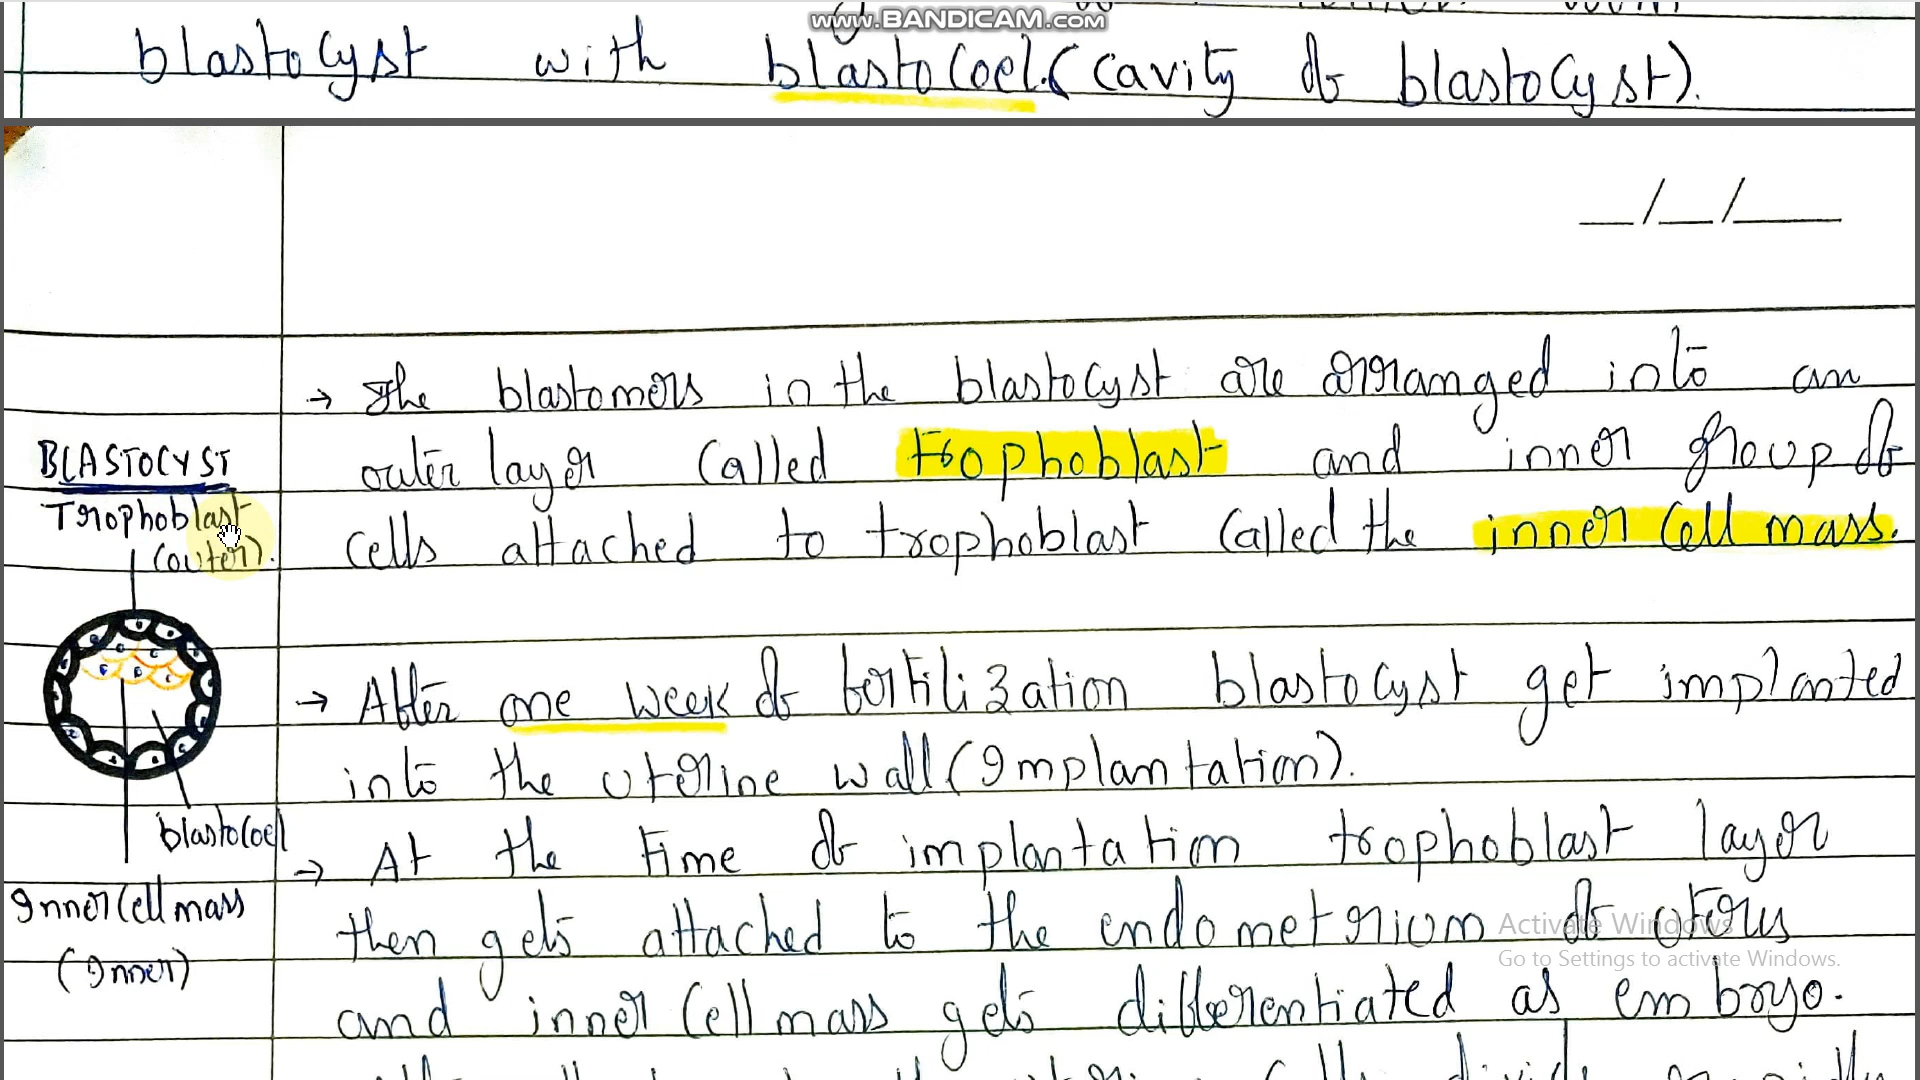 www.BANDICAM.com
blastocyst with blastocoel.(cavity of blastocyst).
__/__/____
→ The blastomers in the blastocyst are arranged into an
outer layer called trophoblast and inner group of
cells attached to trophoblast called the inner cell mass.
BLASTOCYST
Trophoblast
(outer).
→ After one week of fertilization blastocyst get implanted
into the uterine wall (Implantation).
blastocoel
→ At the time of implantation trophoblast layer
then gets attached to the endometrium of uterus
and inner cell mass gets differentiated as embryo.
Inner cell mass
(Inner)
Activate Windows
Go to Settings to activate Windows.